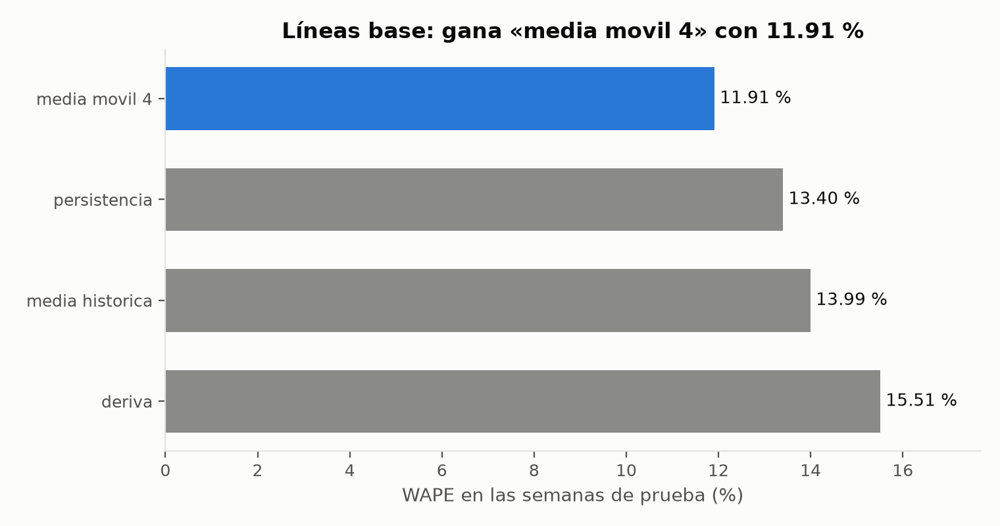 Líneas base: gana «media movil 4» con 11.91 %
media movil 4
11.91 %
persistencia
13.40 %
media historica
13.99 %
deriva
15.51 %
0 2 4 6 8 10 12 14 16
WAPE en las semanas de prueba (%)